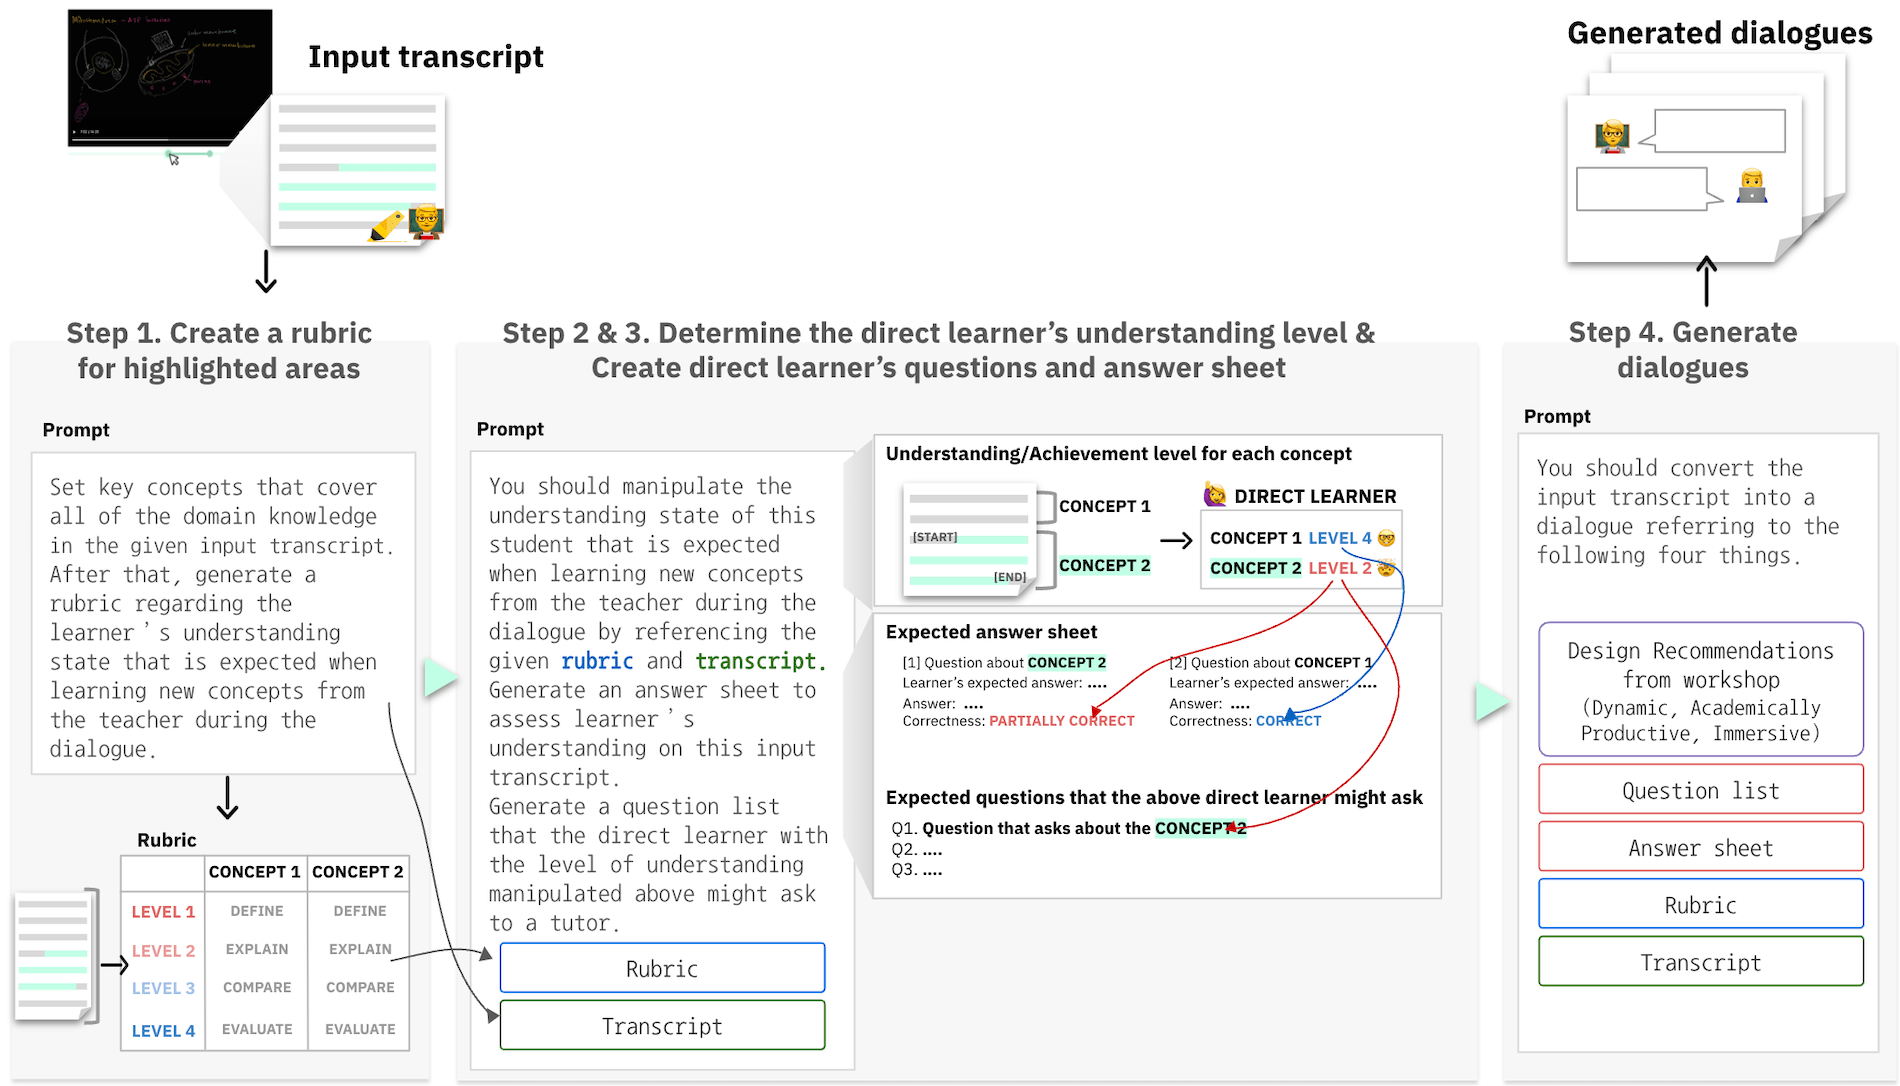 Input transcript
Generated dialogues
Step 1. Create a rubric
for highlighted areas
Prompt
Set key concepts that cover
all of the domain knowledge
in the given input transcript.
After that, generate a
rubric regarding the
learner's understanding
state that is expected when
learning new concepts from
the teacher during the
dialogue.
Rubric
CONCEPT 1 CONCEPT 2
LEVEL 1 DEFINE DEFINE
LEVEL 2 EXPLAIN EXPLAIN
LEVEL 3 COMPARE COMPARE
LEVEL 4 EVALUATE EVALUATE
Step 2 & 3. Determine the direct learner's understanding level &
Create direct learner's questions and answer sheet
Prompt
You should manipulate the
understanding state of this
student that is expected
when learning new concepts
from the teacher during the
dialogue by referencing the
given rubric and transcript.
Generate an answer sheet to
assess learner's
understanding on this input
transcript.
Generate a question list
that the direct learner with
the level of understanding
manipulated above might ask
to a tutor.
Rubric
Transcript
Understanding/Achievement level for each concept
[START]
[END]
CONCEPT 1
CONCEPT 2
DIRECT LEARNER
CONCEPT 1 LEVEL 4
CONCEPT 2 LEVEL 2
Expected answer sheet
[1] Question about CONCEPT 2
Learner's expected answer: ....
Answer: ....
Correctness: PARTIALLY CORRECT
[2] Question about CONCEPT 1
Learner's expected answer: ....
Answer: ....
Correctness: CORRECT
Expected questions that the above direct learner might ask
Q1. Question that asks about the CONCEPT 2
Q2. ....
Q3. ....
Step 4. Generate
dialogues
Prompt
You should convert the
input transcript into a
dialogue referring to the
following four things.
Design Recommendations
from workshop
(Dynamic, Academically
Productive, Immersive)
Question list
Answer sheet
Rubric
Transcript